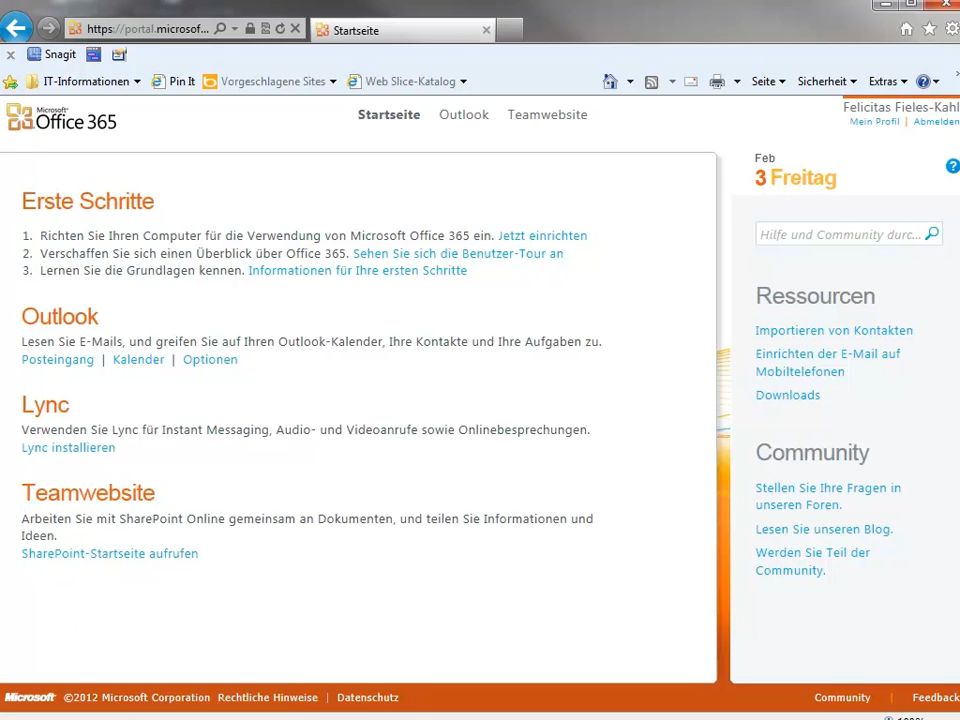 https://portal.microsof...
Startseite
Snagit
IT-Informationen
Pin It
Vorgeschlagene Sites
Web Slice-Katalog
Seite
Sicherheit
Extras
Microsoft
Office 365
Startseite
Outlook
Teamwebsite
Felicitas Fieles-Kahl
Mein Profil | Abmelden
Feb
3 Freitag
Hilfe und Community durc...
Erste Schritte
1. Richten Sie Ihren Computer für die Verwendung von Microsoft Office 365 ein. Jetzt einrichten
2. Verschaffen Sie sich einen Überblick über Office 365. Sehen Sie sich die Benutzer-Tour an
3. Lernen Sie die Grundlagen kennen. Informationen für Ihre ersten Schritte
Outlook
Lesen Sie E-Mails, und greifen Sie auf Ihren Outlook-Kalender, Ihre Kontakte und Ihre Aufgaben zu.
Posteingang | Kalender | Optionen
Lync
Verwenden Sie Lync für Instant Messaging, Audio- und Videoanrufe sowie Onlinebesprechungen.
Lync installieren
Teamwebsite
Arbeiten Sie mit SharePoint Online gemeinsam an Dokumenten, und teilen Sie Informationen und
Ideen.
SharePoint-Startseite aufrufen
Ressourcen
Importieren von Kontakten
Einrichten der E-Mail auf
Mobiltelefonen
Downloads
Community
Stellen Sie Ihre Fragen in
unseren Foren.
Lesen Sie unseren Blog.
Werden Sie Teil der
Community.
Microsoft ©2012 Microsoft Corporation Rechtliche Hinweise | Datenschutz
Community | Feedback